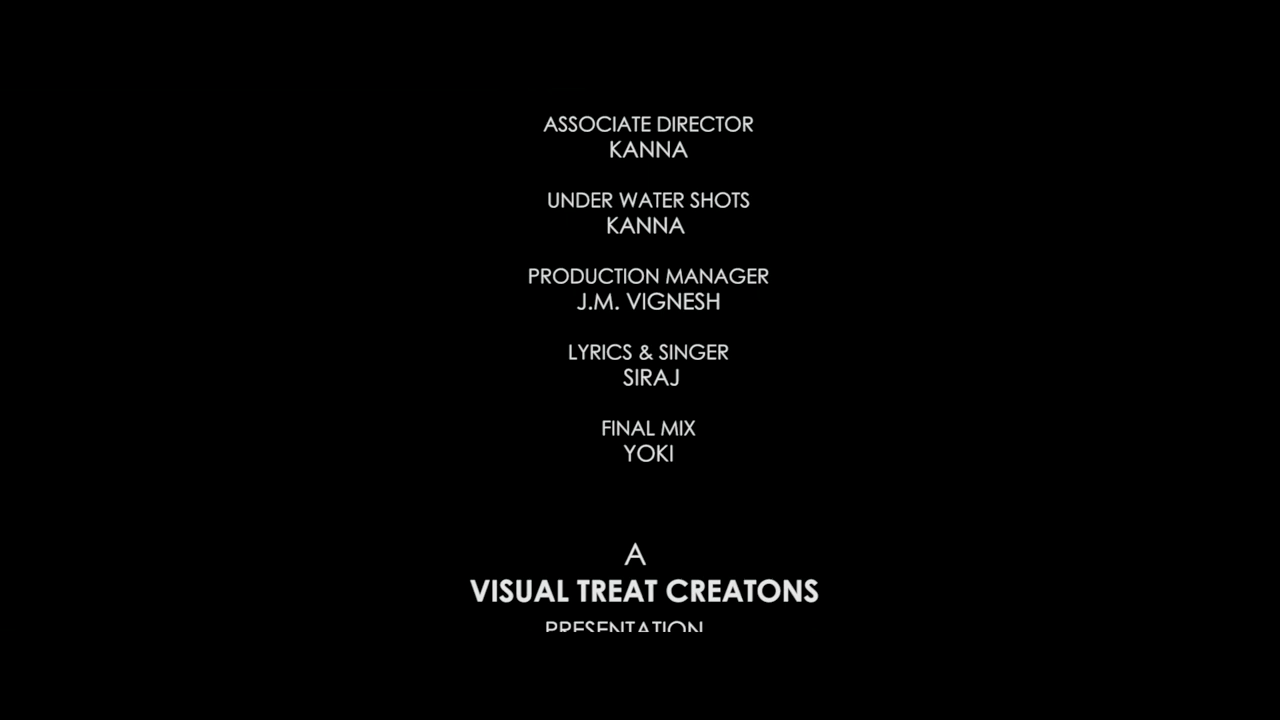 ASSOCIATE DIRECTOR
KANNA
UNDER WATER SHOTS
KANNA
PRODUCTION MANAGER
J.M. VIGNESH
LYRICS & SINGER
SIRAJ
FINAL MIX
YOKI
A
VISUAL TREAT CREATONS
PRESENTATION